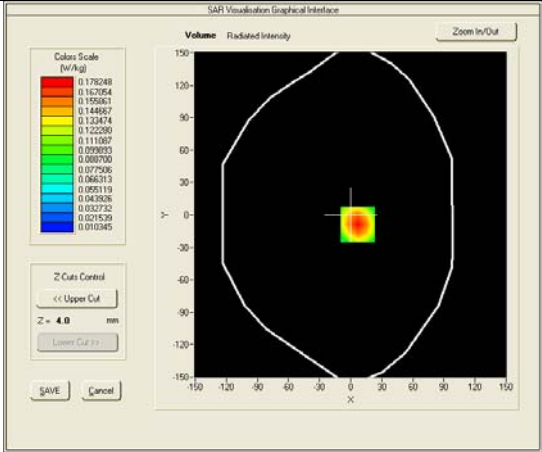 SAR Visualisation Graphical Interface
Volume Radiated Intensity
Zoom In/Out
Colors Scale
(W/kg)
0.178248
0.167054
0.155861
0.144667
0.133474
0.122280
0.111087
0.099893
0.088700
0.077506
0.066313
0.055119
0.043926
0.032732
0.021539
0.010345
Z Cuts Control
<< Upper Cut
Z = 4.0 mm
Lower Cut >>
SAVE Cancel
150
120
90
60
30
0
-30
-60
-90
-120
-150
Y
-150 -120 -90 -60 -30 0 30 60 90 120 150
X